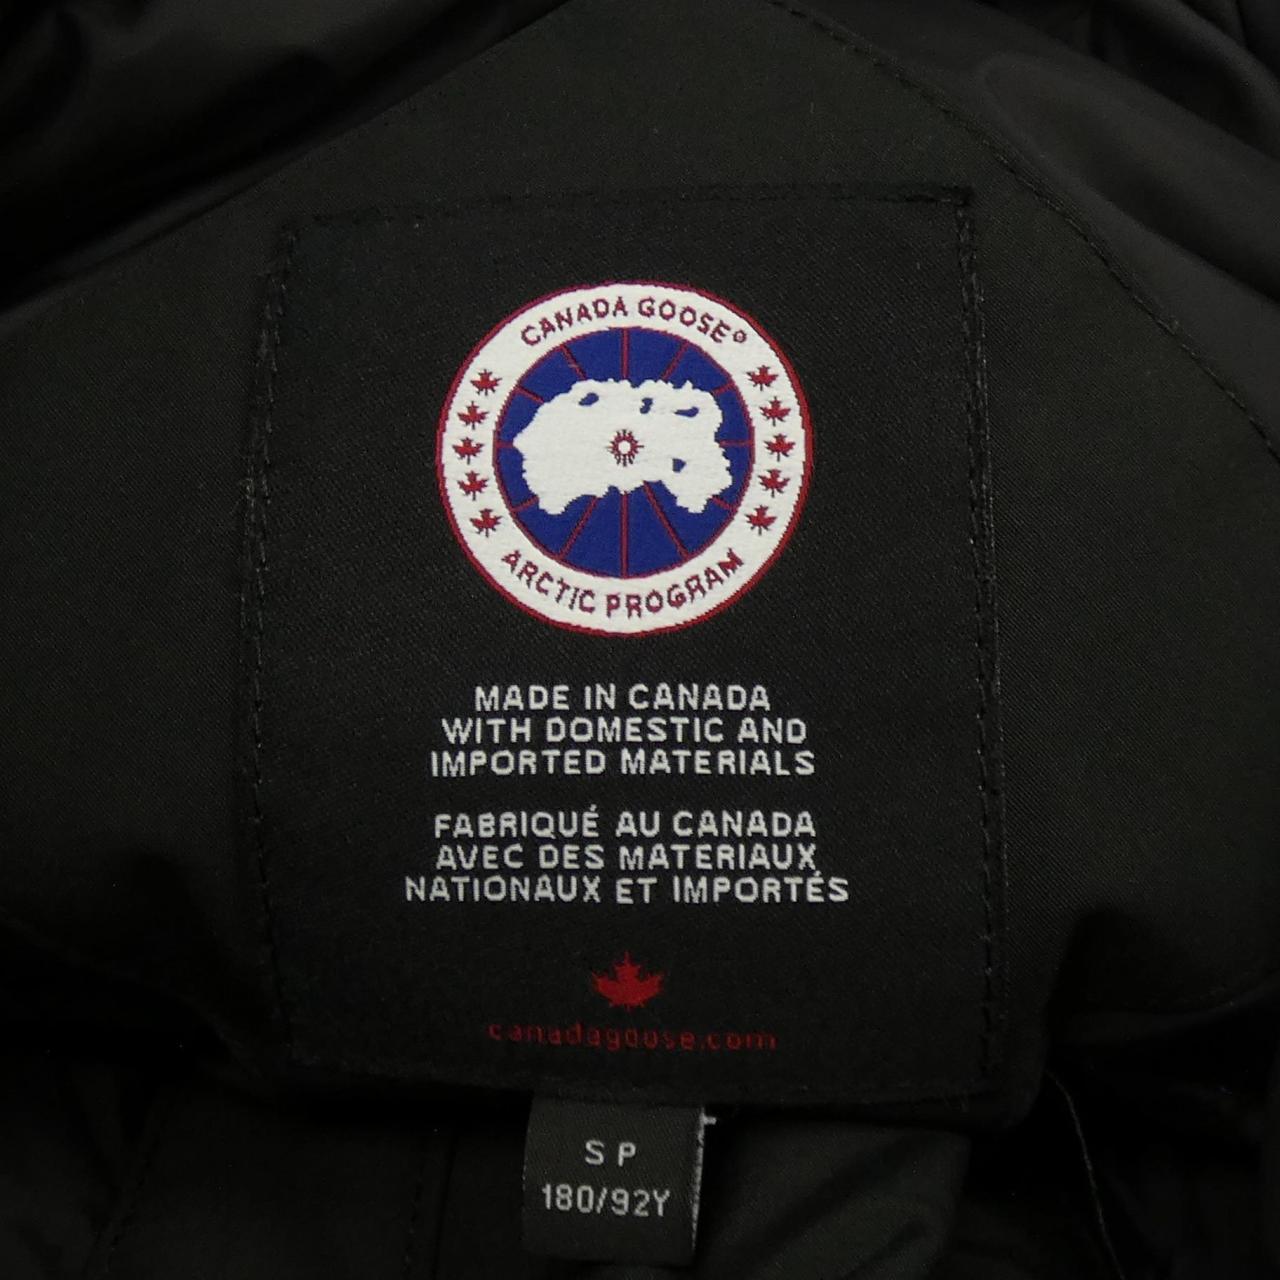 CANADA GOOSE®
ARCTIC PROGRAM
MADE IN CANADA
WITH DOMESTIC AND
IMPORTED MATERIALS
FABRIQUÉ AU CANADA
AVEC DES MATERIAUX
NATIONAUX ET IMPORTÉS
canadagoose.com
S P
180/92Y